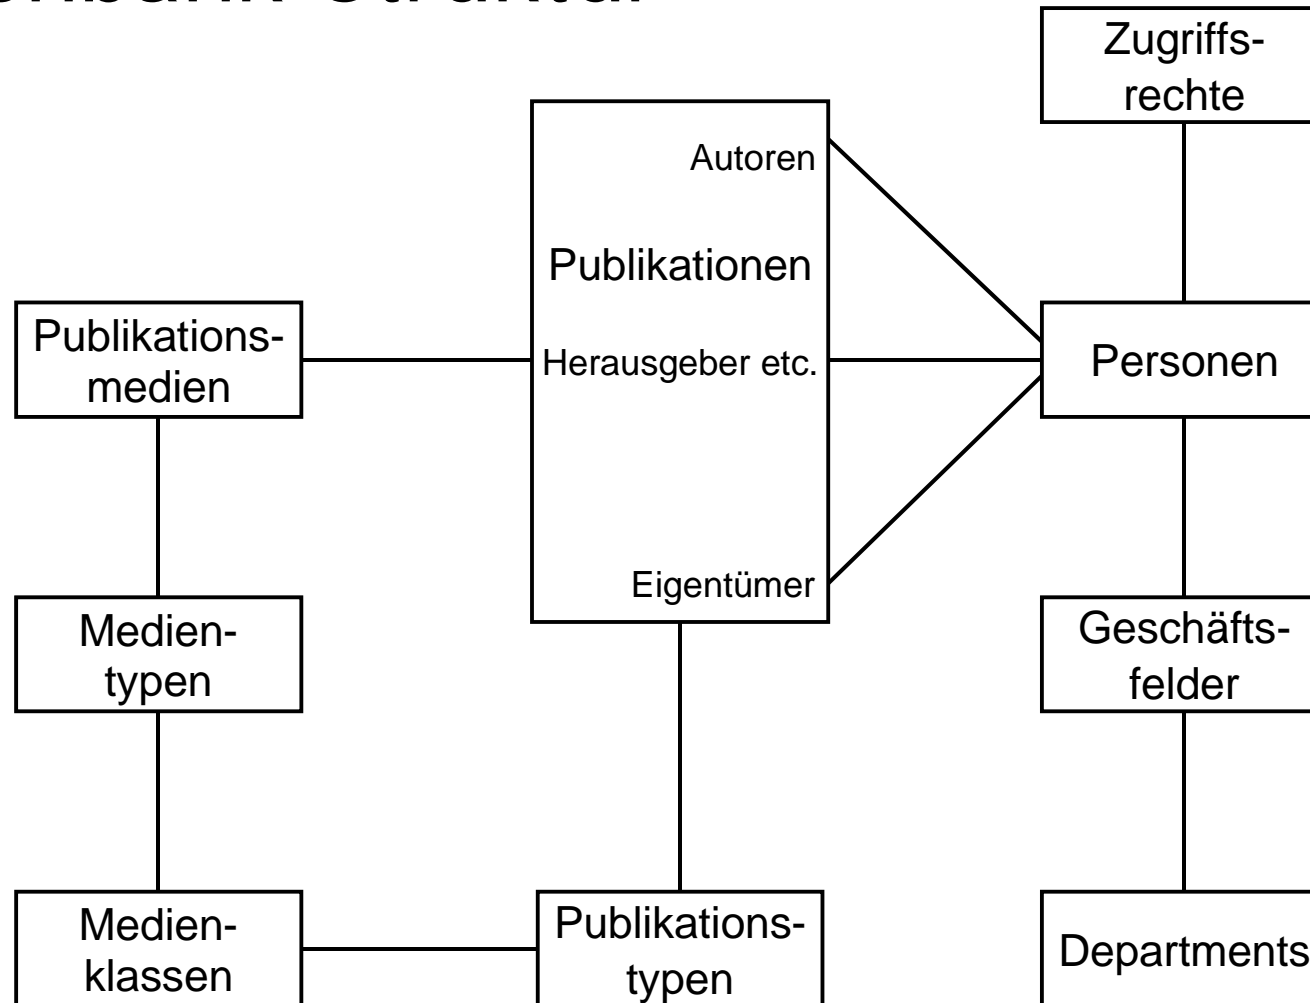 Zugriffs-
rechte
Autoren
Publikationen
Herausgeber etc.
Eigentümer
Publikations-
medien
Personen
Medien-
typen
Geschäfts-
felder
Medien-
klassen
Publikations-
typen
Departments